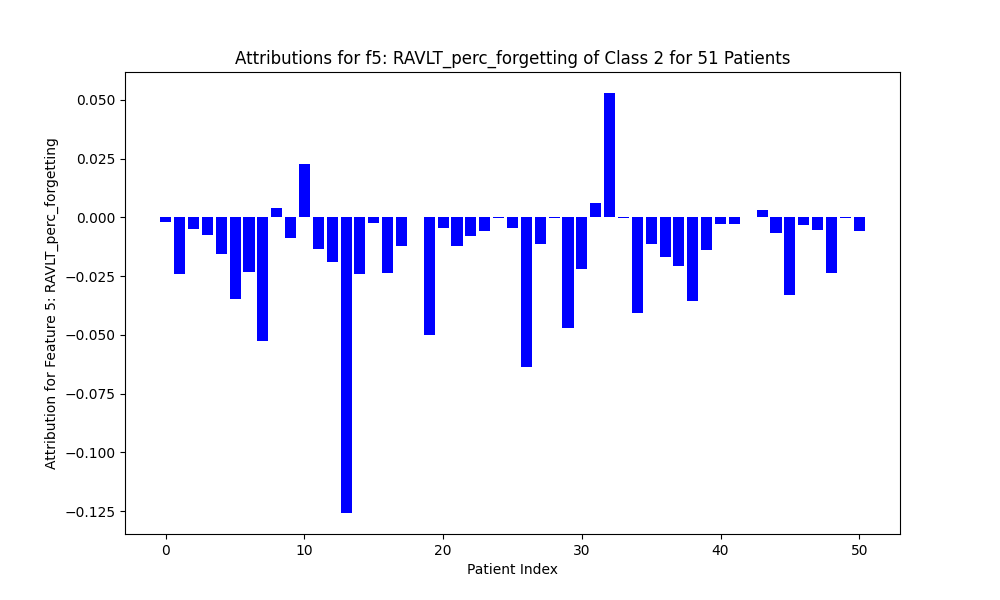 Attributions for f5: RAVLT_perc_forgetting of Class 2 for 51 Patients
Attribution for Feature 5: RAVLT_perc_forgetting
0.050
0.025
0.000
−0.025
−0.050
−0.075
−0.100
−0.125
0 10 20 30 40 50
Patient Index